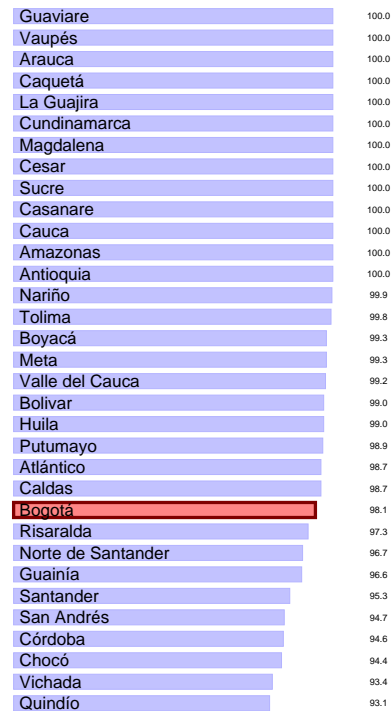 Guaviare 100.0
Vaupés 100.0
Arauca 100.0
Caquetá 100.0
La Guajira 100.0
Cundinamarca 100.0
Magdalena 100.0
Cesar 100.0
Sucre 100.0
Casanare 100.0
Cauca 100.0
Amazonas 100.0
Antioquia 100.0
Nariño 99.9
Tolima 99.8
Boyacá 99.3
Meta 99.3
Valle del Cauca 99.2
Bolivar 99.0
Huila 99.0
Putumayo 98.9
Atlántico 98.7
Caldas 98.7
Bogotá 98.1
Risaralda 97.3
Norte de Santander 96.7
Guainía 96.6
Santander 95.3
San Andrés 94.7
Córdoba 94.6
Chocó 94.4
Vichada 93.4
Quindío 93.1